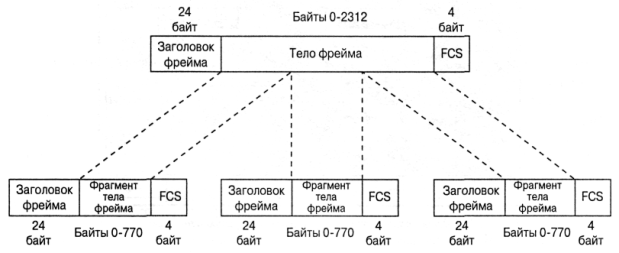 24
байт
Байты 0-2312
4
байт
Заголовок
фрейма
Тело фрейма
FCS
Заголовок
фрейма
Фрагмент
тела
фрейма
FCS
24
байт
Байты 0-770
4
байт
Заголовок
фрейма
Фрагмент
тела
фрейма
FCS
24
байт
Байты 0-770
4
байт
Заголовок
фрейма
Фрагмент
тела
фрейма
FCS
24
байт
Байты 0-770
4
байт